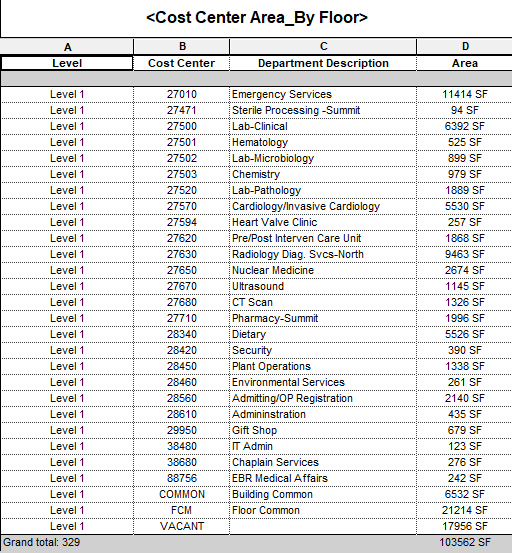 <Cost Center Area_By Floor>
A B C D
Level Cost Center Department Description Area
Level 1 27010 Emergency Services 11414 SF
Level 1 27471 Sterile Processing -Summit 94 SF
Level 1 27500 Lab-Clinical 6392 SF
Level 1 27501 Hematology 525 SF
Level 1 27502 Lab-Microbiology 899 SF
Level 1 27503 Chemistry 979 SF
Level 1 27520 Lab-Pathology 1889 SF
Level 1 27570 Cardiology/Invasive Cardiology 5530 SF
Level 1 27594 Heart Valve Clinic 257 SF
Level 1 27620 Pre/Post Interven Care Unit 1868 SF
Level 1 27630 Radiology Diag. Svcs-North 9463 SF
Level 1 27650 Nuclear Medicine 2674 SF
Level 1 27670 Ultrasound 1145 SF
Level 1 27680 CT Scan 1326 SF
Level 1 27710 Pharmacy-Summit 1996 SF
Level 1 28340 Dietary 5526 SF
Level 1 28420 Security 390 SF
Level 1 28450 Plant Operations 1338 SF
Level 1 28460 Environmental Services 261 SF
Level 1 28560 Admitting/OP Registration 2140 SF
Level 1 28610 Admininstration 435 SF
Level 1 29950 Gift Shop 679 SF
Level 1 38480 IT Admin 123 SF
Level 1 38680 Chaplain Services 276 SF
Level 1 88756 EBR Medical Affairs 242 SF
Level 1 COMMON Building Common 6532 SF
Level 1 FCM Floor Common 21214 SF
Level 1 VACANT 17956 SF
Grand total: 329 103562 SF